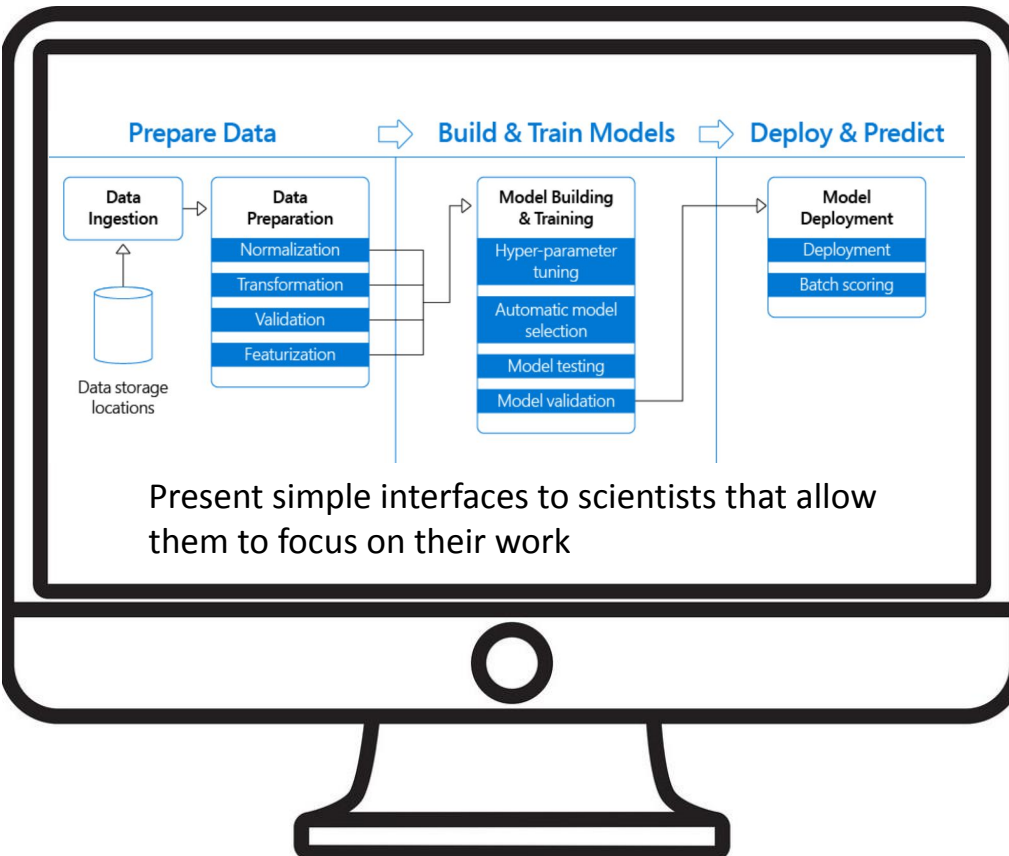 Prepare Data
Build & Train Models
Deploy & Predict
Data
Ingestion
Data storage
locations
Data
Preparation
Normalization
Transformation
Validation
Featurization
Model Building
& Training
Hyper-parameter
tuning
Automatic model
selection
Model testing
Model validation
Model
Deployment
Deployment
Batch scoring
Present simple interfaces to scientists that allow
them to focus on their work